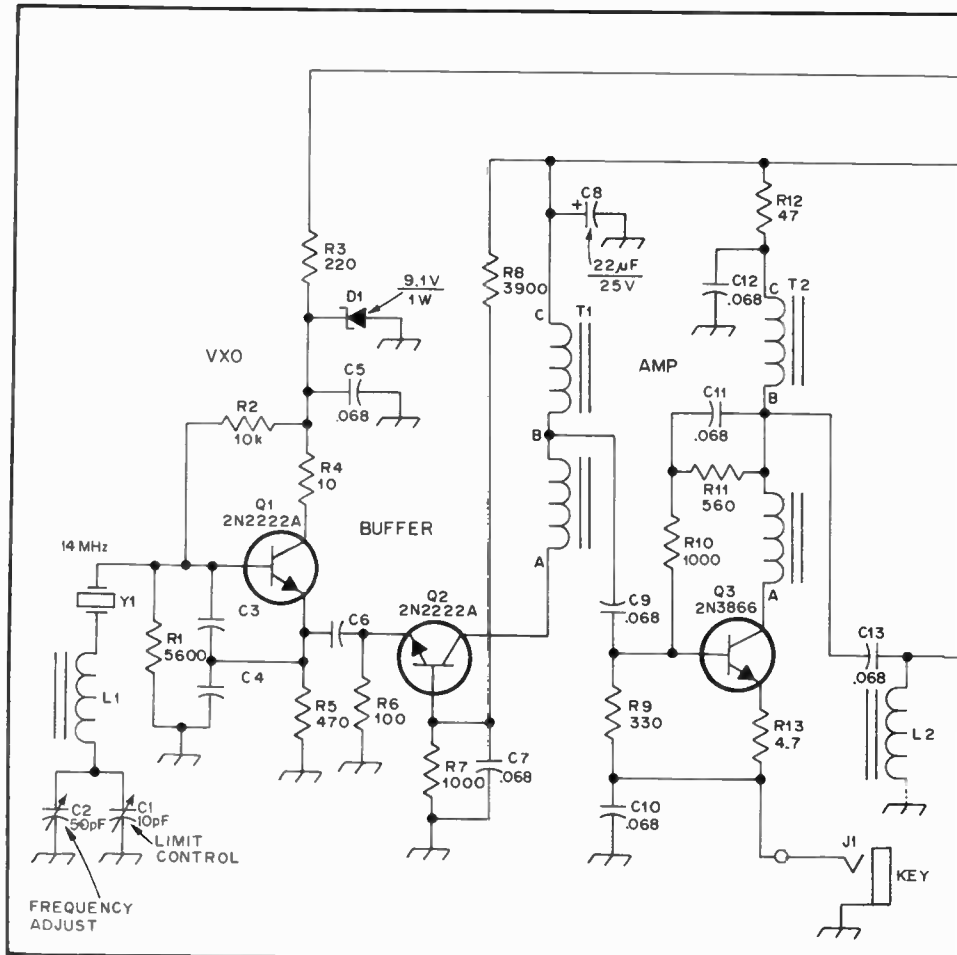 C8
+
22µF
25V
R12
47
R3
220
R8
3900
C12
.068
C
T2
9.1V
1W
D1
C
T1
VXO
AMP
C5
.068
C11
.068
B
R2
10k
B
R4
10
R11
560
Q1
2N2222A
BUFFER
R10
1000
14 MHz
A
A
Y1
C3
C6
Q2
2N2222A
C9
.068
Q3
2N3866
R1
5600
C13
.068
C4
L1
R5
470
R6
100
R9
330
R13
4.7
L2
R7
1000
C7
.068
C2
50pF
C1
10pF
LIMIT
CONTROL
C10
.068
J1
KEY
FREQUENCY
ADJUST